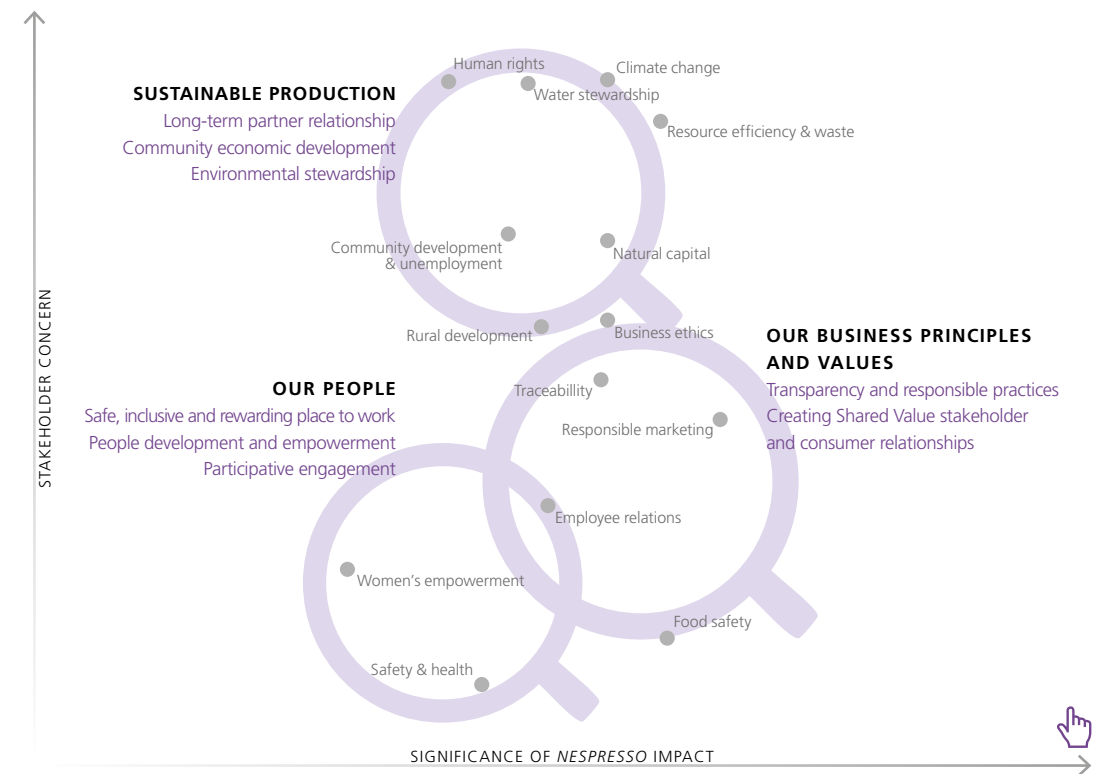 Human rights
Climate change
Water stewardship
Resource efficiency & waste
SUSTAINABLE PRODUCTION
Long-term partner relationship
Community economic development
Environmental stewardship
Community development
& unemployment
Natural capital
Rural development
Business ethics
OUR BUSINESS PRINCIPLES
AND VALUES
Transparency and responsible practices
Creating Shared Value stakeholder
and consumer relationships
Traceabillity
Responsible marketing
OUR PEOPLE
Safe, inclusive and rewarding place to work
People development and empowerment
Participative engagement
Employee relations
Women's empowerment
Food safety
Safety & health
STAKEHOLDER CONCERN
SIGNIFICANCE OF NESPRESSO IMPACT